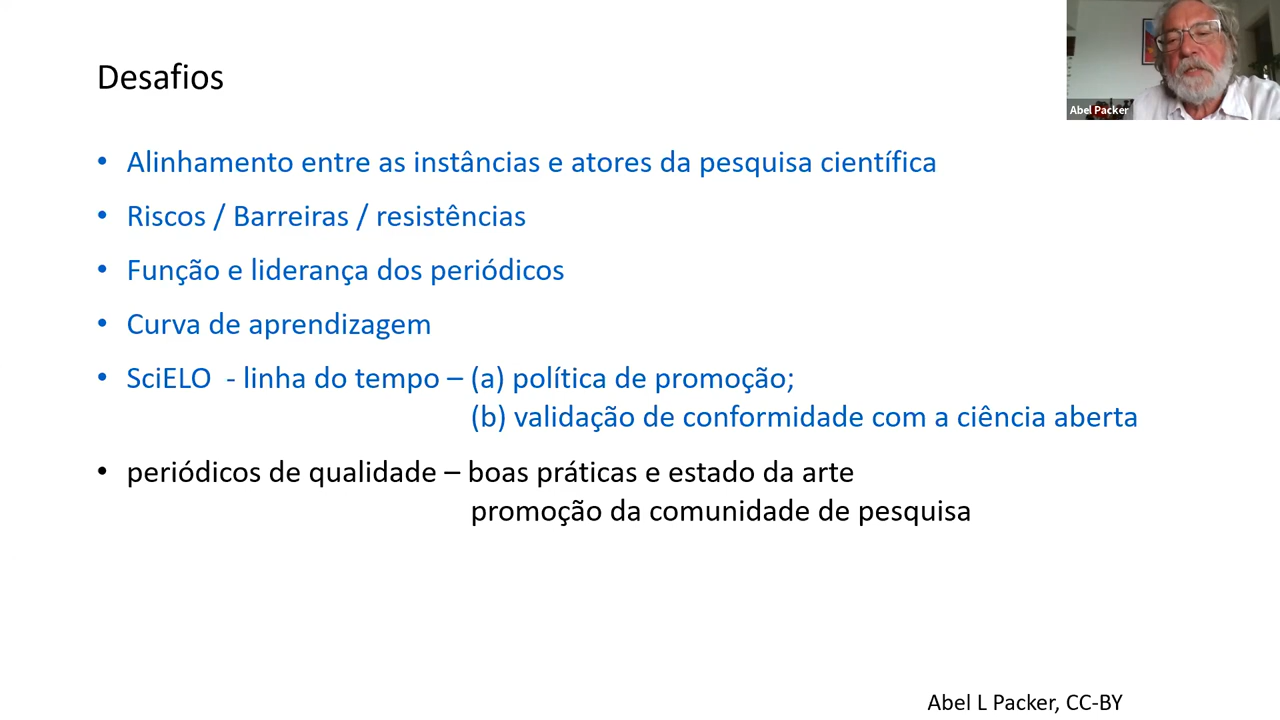 Desafios
Abel Packer
• Alinhamento entre as instâncias e atores da pesquisa científica
• Riscos / Barreiras / resistências
• Função e liderança dos periódicos
• Curva de aprendizagem
• SciELO - linha do tempo – (a) política de promoção;
(b) validação de conformidade com a ciência aberta
• periódicos de qualidade – boas práticas e estado da arte
promoção da comunidade de pesquisa
Abel L Packer, CC-BY